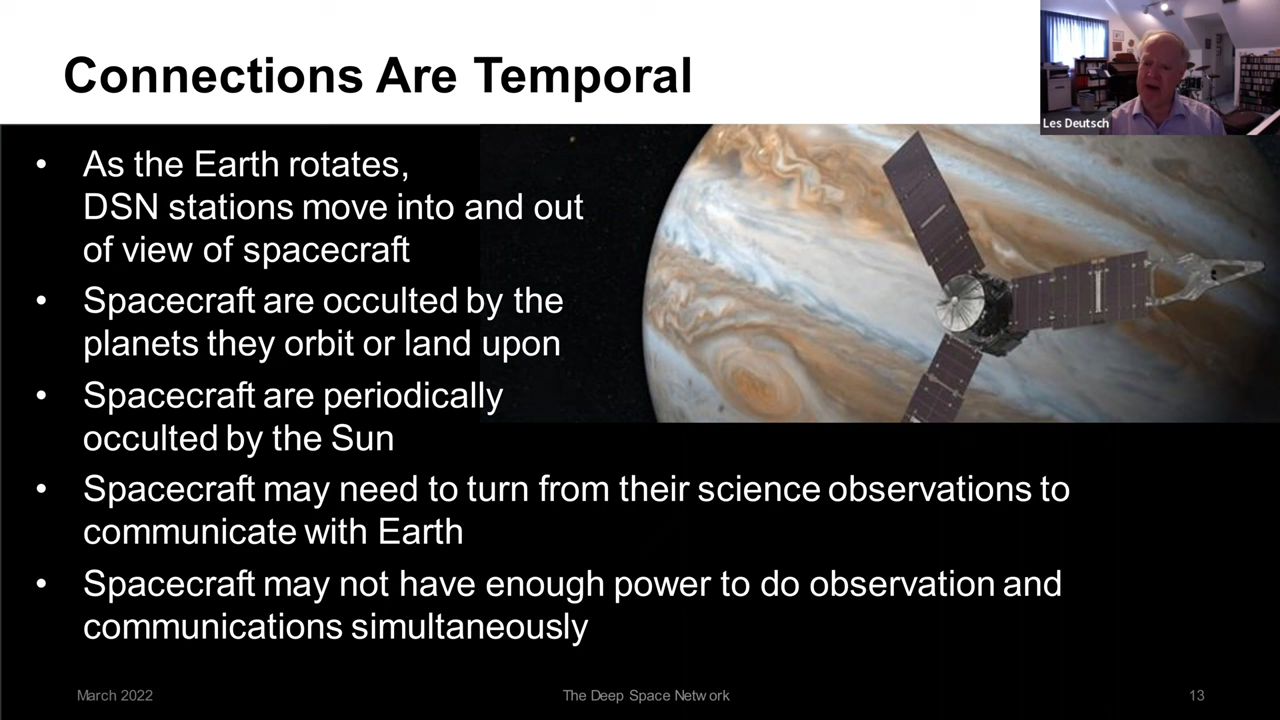 Connections Are Temporal
Les Deutsch
• As the Earth rotates,
DSN stations move into and out
of view of spacecraft
• Spacecraft are occulted by the
planets they orbit or land upon
• Spacecraft are periodically
occulted by the Sun
• Spacecraft may need to turn from their science observations to
communicate with Earth
• Spacecraft may not have enough power to do observation and
communications simultaneously
March 2022
The Deep Space Network
13